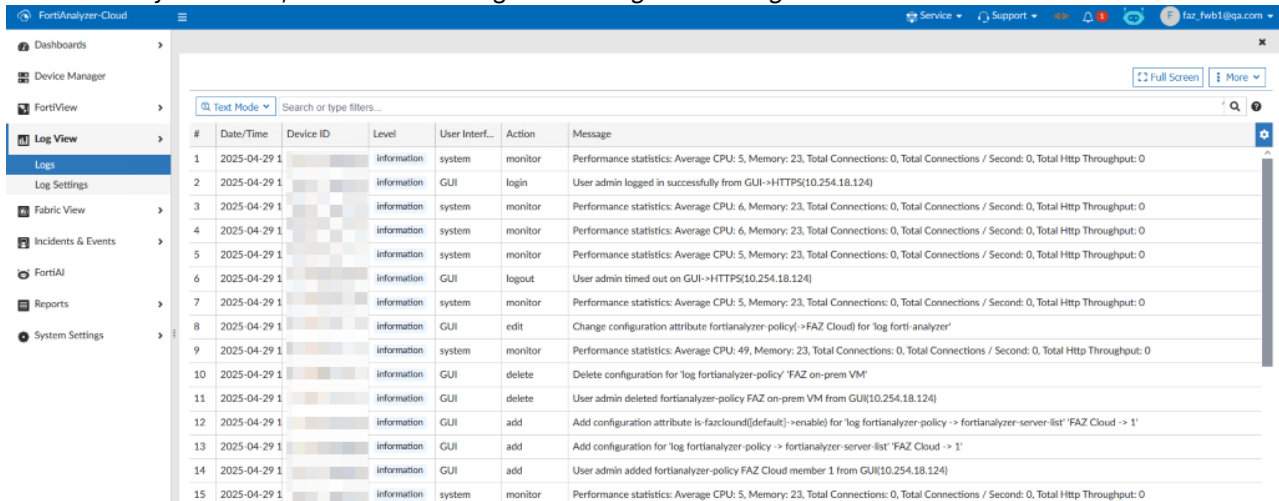 FortiAnalyzer-Cloud
Service Support 1 F faz_fwb1@qa.com
Dashboards
Device Manager
FortiView
Log View
Logs
Log Settings
Fabric View
Incidents & Events
FortiAI
Reports
System Settings
Full Screen More
Text Mode Search or type filters...
# Date/Time Device ID Level User Interf... Action Message
1 2025-04-29 1 information system monitor Performance statistics: Average CPU: 5, Memory: 23, Total Connections: 0, Total Connections / Second: 0, Total Http Throughput: 0
2 2025-04-29 1 information GUI login User admin logged in successfully from GUI->HTTPS(10.254.18.124)
3 2025-04-29 1 information system monitor Performance statistics: Average CPU: 6, Memory: 23, Total Connections: 0, Total Connections / Second: 0, Total Http Throughput: 0
4 2025-04-29 1 information system monitor Performance statistics: Average CPU: 6, Memory: 23, Total Connections: 0, Total Connections / Second: 0, Total Http Throughput: 0
5 2025-04-29 1 information system monitor Performance statistics: Average CPU: 5, Memory: 23, Total Connections: 0, Total Connections / Second: 0, Total Http Throughput: 0
6 2025-04-29 1 information GUI logout User admin timed out on GUI->HTTPS(10.254.18.124)
7 2025-04-29 1 information system monitor Performance statistics: Average CPU: 5, Memory: 23, Total Connections: 0, Total Connections / Second: 0, Total Http Throughput: 0
8 2025-04-29 1 information GUI edit Change configuration attribute fortianalyzer-policy(->FAZ Cloud) for 'log forti-analyzer'
9 2025-04-29 1 information system monitor Performance statistics: Average CPU: 49, Memory: 23, Total Connections: 0, Total Connections / Second: 0, Total Http Throughput: 0
10 2025-04-29 1 information GUI delete Delete configuration for 'log fortianalyzer-policy' 'FAZ on-prem VM'
11 2025-04-29 1 information GUI delete User admin deleted fortianalyzer-policy FAZ on-prem VM from GUI(10.254.18.124)
12 2025-04-29 1 information GUI add Add configuration attribute is-fazclound([default]->enable) for 'log fortianalyzer-policy -> fortianalyzer-server-list' 'FAZ Cloud -> 1'
13 2025-04-29 1 information GUI add Add configuration for 'log fortianalyzer-policy -> fortianalyzer-server-list' 'FAZ Cloud -> 1'
14 2025-04-29 1 information GUI add User admin added fortianalyzer-policy FAZ Cloud member 1 from GUI(10.254.18.124)
15 2025-04-29 1 information system monitor Performance statistics: Average CPU: 5, Memory: 23, Total Connections: 0, Total Connections / Second: 0, Total Http Throughput: 0